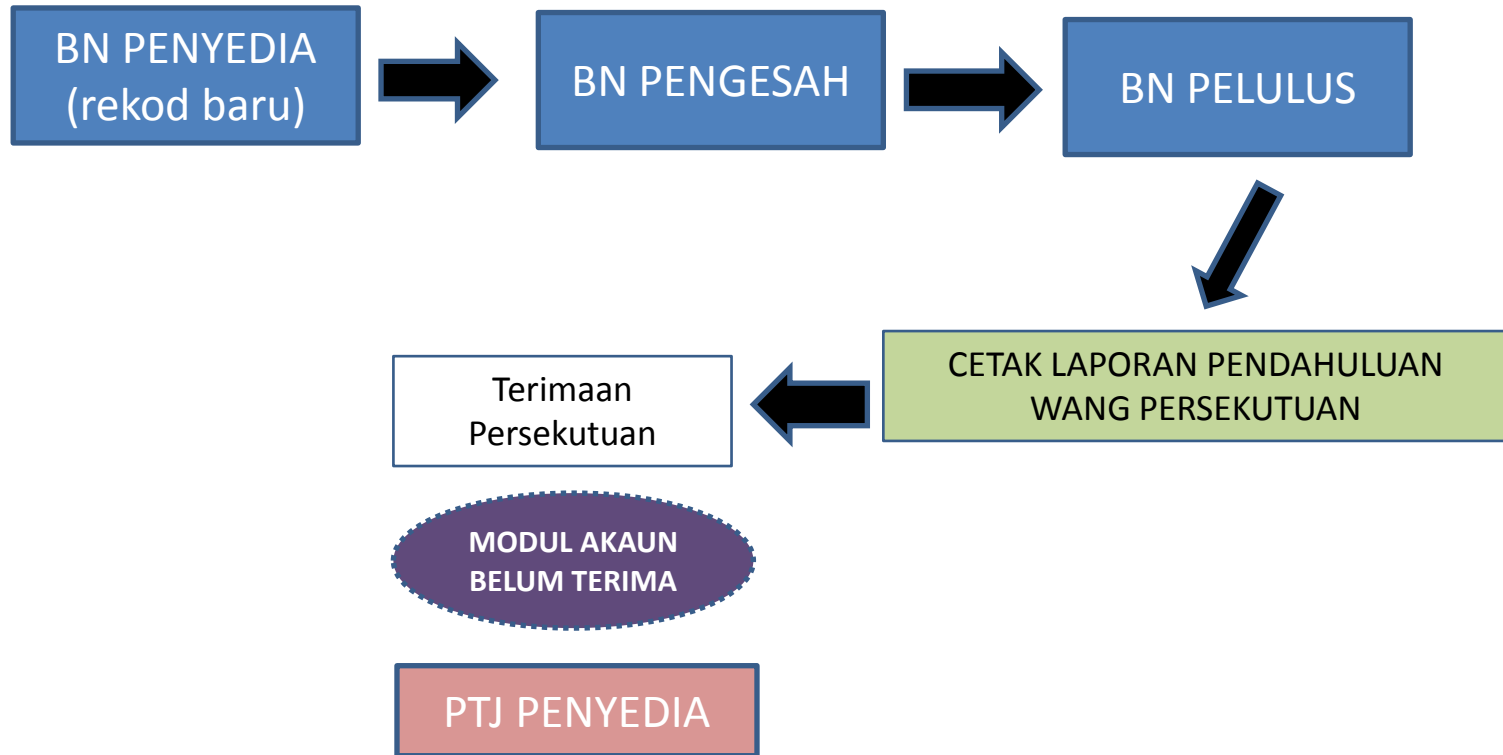 BN PENYEDIA
(rekod baru)
BN PENGESAH
BN PELULUS
CETAK LAPORAN PENDAHULUAN
WANG PERSEKUTUAN
Terimaan
Persekutuan
MODUL AKAUN
BELUM TERIMA
PTJ PENYEDIA